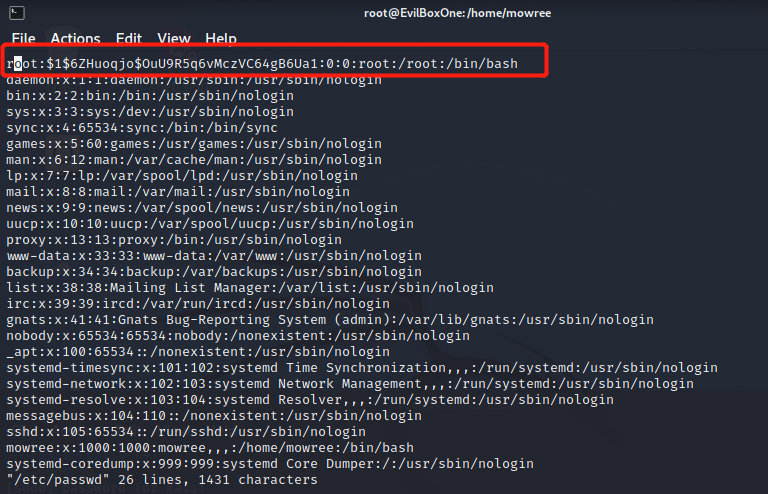 root@EvilBoxOne:/home/mowree
File Actions Edit View Help
root:$1$6ZHuoqjo$OuU9R5q6vMczVC64gB6Ua1:0:0:root:/root:/bin/bash
daemon:x:1:1:daemon:/usr/sbin:/usr/sbin/nologin
bin:x:2:2:bin:/bin:/usr/sbin/nologin
sys:x:3:3:sys:/dev:/usr/sbin/nologin
sync:x:4:65534:sync:/bin:/bin/sync
games:x:5:60:games:/usr/games:/usr/sbin/nologin
man:x:6:12:man:/var/cache/man:/usr/sbin/nologin
lp:x:7:7:lp:/var/spool/lpd:/usr/sbin/nologin
mail:x:8:8:mail:/var/mail:/usr/sbin/nologin
news:x:9:9:news:/var/spool/news:/usr/sbin/nologin
uucp:x:10:10:uucp:/var/spool/uucp:/usr/sbin/nologin
proxy:x:13:13:proxy:/bin:/usr/sbin/nologin
www-data:x:33:33:www-data:/var/www:/usr/sbin/nologin
backup:x:34:34:backup:/var/backups:/usr/sbin/nologin
list:x:38:38:Mailing List Manager:/var/list:/usr/sbin/nologin
irc:x:39:39:ircd:/var/run/ircd:/usr/sbin/nologin
gnats:x:41:41:Gnats Bug-Reporting System (admin):/var/lib/gnats:/usr/sbin/nologin
nobody:x:65534:65534:nobody:/nonexistent:/usr/sbin/nologin
_apt:x:100:65534::/nonexistent:/usr/sbin/nologin
systemd-timesync:x:101:102:systemd Time Synchronization,,,:/run/systemd:/usr/sbin/nologin
systemd-network:x:102:103:systemd Network Management,,,:/run/systemd:/usr/sbin/nologin
systemd-resolve:x:103:104:systemd Resolver,,,:/run/systemd:/usr/sbin/nologin
messagebus:x:104:110::/nonexistent:/usr/sbin/nologin
sshd:x:105:65534::/run/sshd:/usr/sbin/nologin
mowree:x:1000:1000:mowree,,,:/home/mowree:/bin/bash
systemd-coredump:x:999:999:systemd Core Dumper:/:/usr/sbin/nologin
"/etc/passwd" 26 lines, 1431 characters